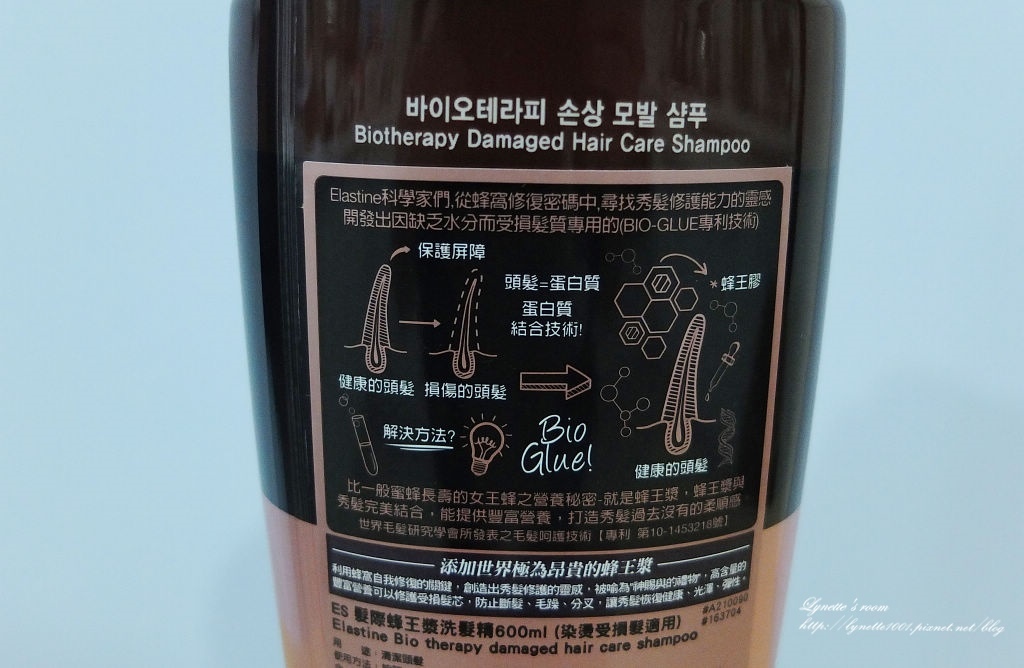 바이오테라피 손상 모발 샴푸
Biotherapy Damaged Hair Care Shampoo
Elastine科學家們,從蜂窩修復密碼中,尋找秀髮修護能力的靈感
開發出因缺乏水分而受損髮質專用的(BIO-GLUE專利技術)
保護屏障
頭髮=蛋白質
蛋白質
結合技術!
*蜂王膠
健康的頭髮 損傷的頭髮
解決方法?
Bio
Glue!
健康的頭髮
比一般蜜蜂長壽的女王蜂之營養秘密-就是蜂王漿,蜂王漿與
秀髮完美結合,能提供豐富營養,打造秀髮過去沒有的柔順感
世界毛髮研究學會所發表之毛髮呵護技術【專利 第10-1453218號】
添加世界極為昂貴的蜂王漿
利用蜂窩自我修復的關鍵,創造出秀髮修護的靈感,被喻為"神賜與的禮物",高含量的
豐富營養可以修護受損髮芯,防止斷髮、毛躁、分叉,讓秀髮恢復健康、光澤、彈性。
ES 髮際蜂王漿洗髮精600ml (染燙受損髮適用)
#A210090
Elastine Bio therapy damaged hair care shampoo
#163704
用 途:清潔頭髮
使用方法:
Lynette's room
http://lynette1001.pixnet.net/blog